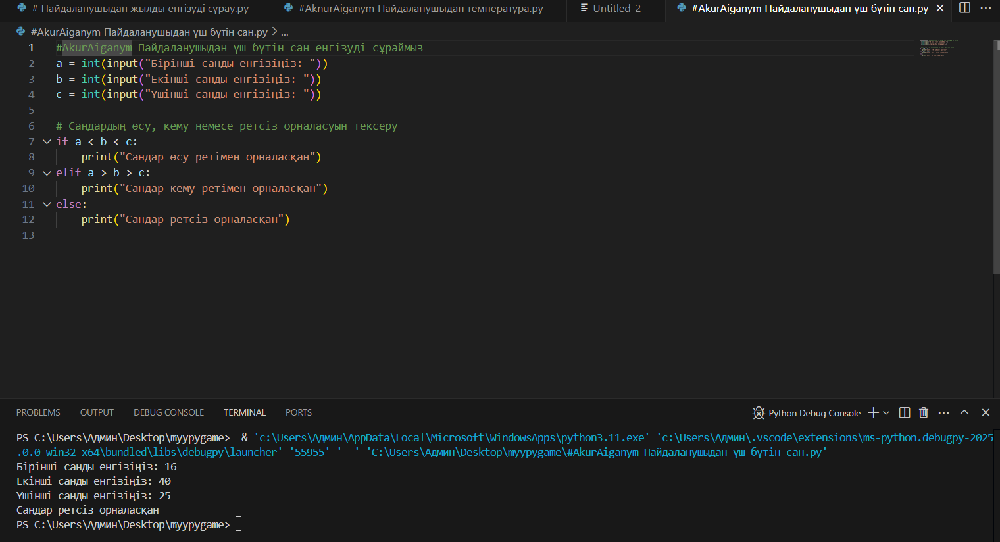 # Пайдаланушыдан жылды енгізуді сұрау.py
#AknurAiganym Пайдаланушыдан температура.py
Untitled-2
#AkurAiganym Пайдаланушыдан үш бүтін сан.py
#AkurAiganym Пайдаланушыдан үш бүтін сан.py > ...
1 #AkurAiganym Пайдаланушыдан үш бүтін сан енгізуді сұраймыз
2 a = int(input("Бірінші санды енгізіңіз: "))
3 b = int(input("Екінші санды енгізіңіз: "))
4 c = int(input("Үшінші санды енгізіңіз: "))
5
6 # Сандардың өсу, кему немесе ретсіз орналасуын тексеру
7 if a < b < c:
8 print("Сандар өсу ретімен орналасқан")
9 elif a > b > c:
10 print("Сандар кему ретімен орналасқан")
11 else:
12 print("Сандар ретсіз орналасқан")
13
PROBLEMS OUTPUT DEBUG CONSOLE TERMINAL PORTS
Python Debug Console
PS C:\Users\Админ\Desktop\myypygame>  & 'c:\Users\Админ\AppData\Local\Microsoft\WindowsApps\python3.11.exe' 'c:\Users\Админ\.vscode\extensions\ms-python.debugpy-2025
.0.0-win32-x64\bundled\libs\debugpy\launcher' '55955' '--' 'C:\Users\Админ\Desktop\myypygame\#AkurAiganym Пайдаланушыдан үш бүтін сан.py'
Бірінші санды енгізіңіз: 16
Екінші санды енгізіңіз: 40
Үшінші санды енгізіңіз: 25
Сандар ретсіз орналасқан
PS C:\Users\Админ\Desktop\myypygame>